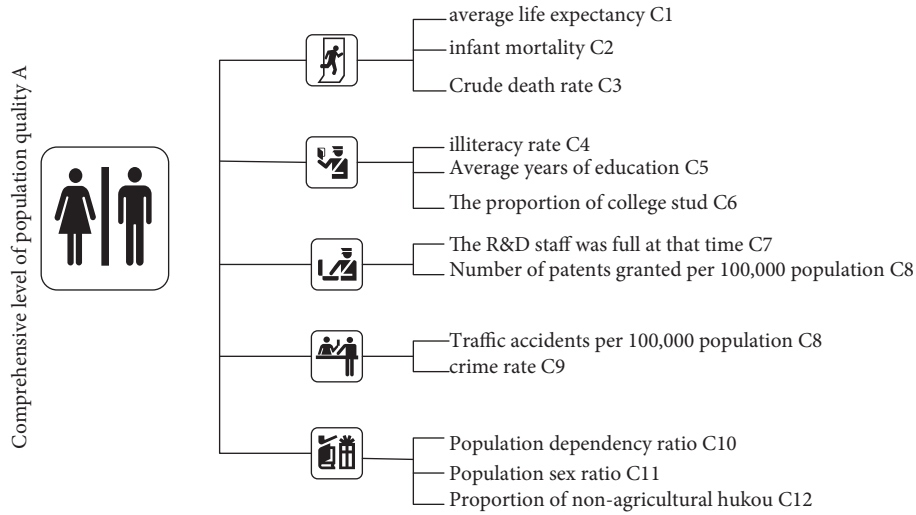 Comprehensive level of population quality A
average life expectancy C1
infant mortality C2
Crude death rate C3
illiteracy rate C4
Average years of education C5
The proportion of college stud C6
The R&D staff was full at that time C7
Number of patents granted per 100,000 population C8
Traffic accidents per 100,000 population C8
crime rate C9
Population dependency ratio C10
Population sex ratio C11
Proportion of non-agricultural hukou C12